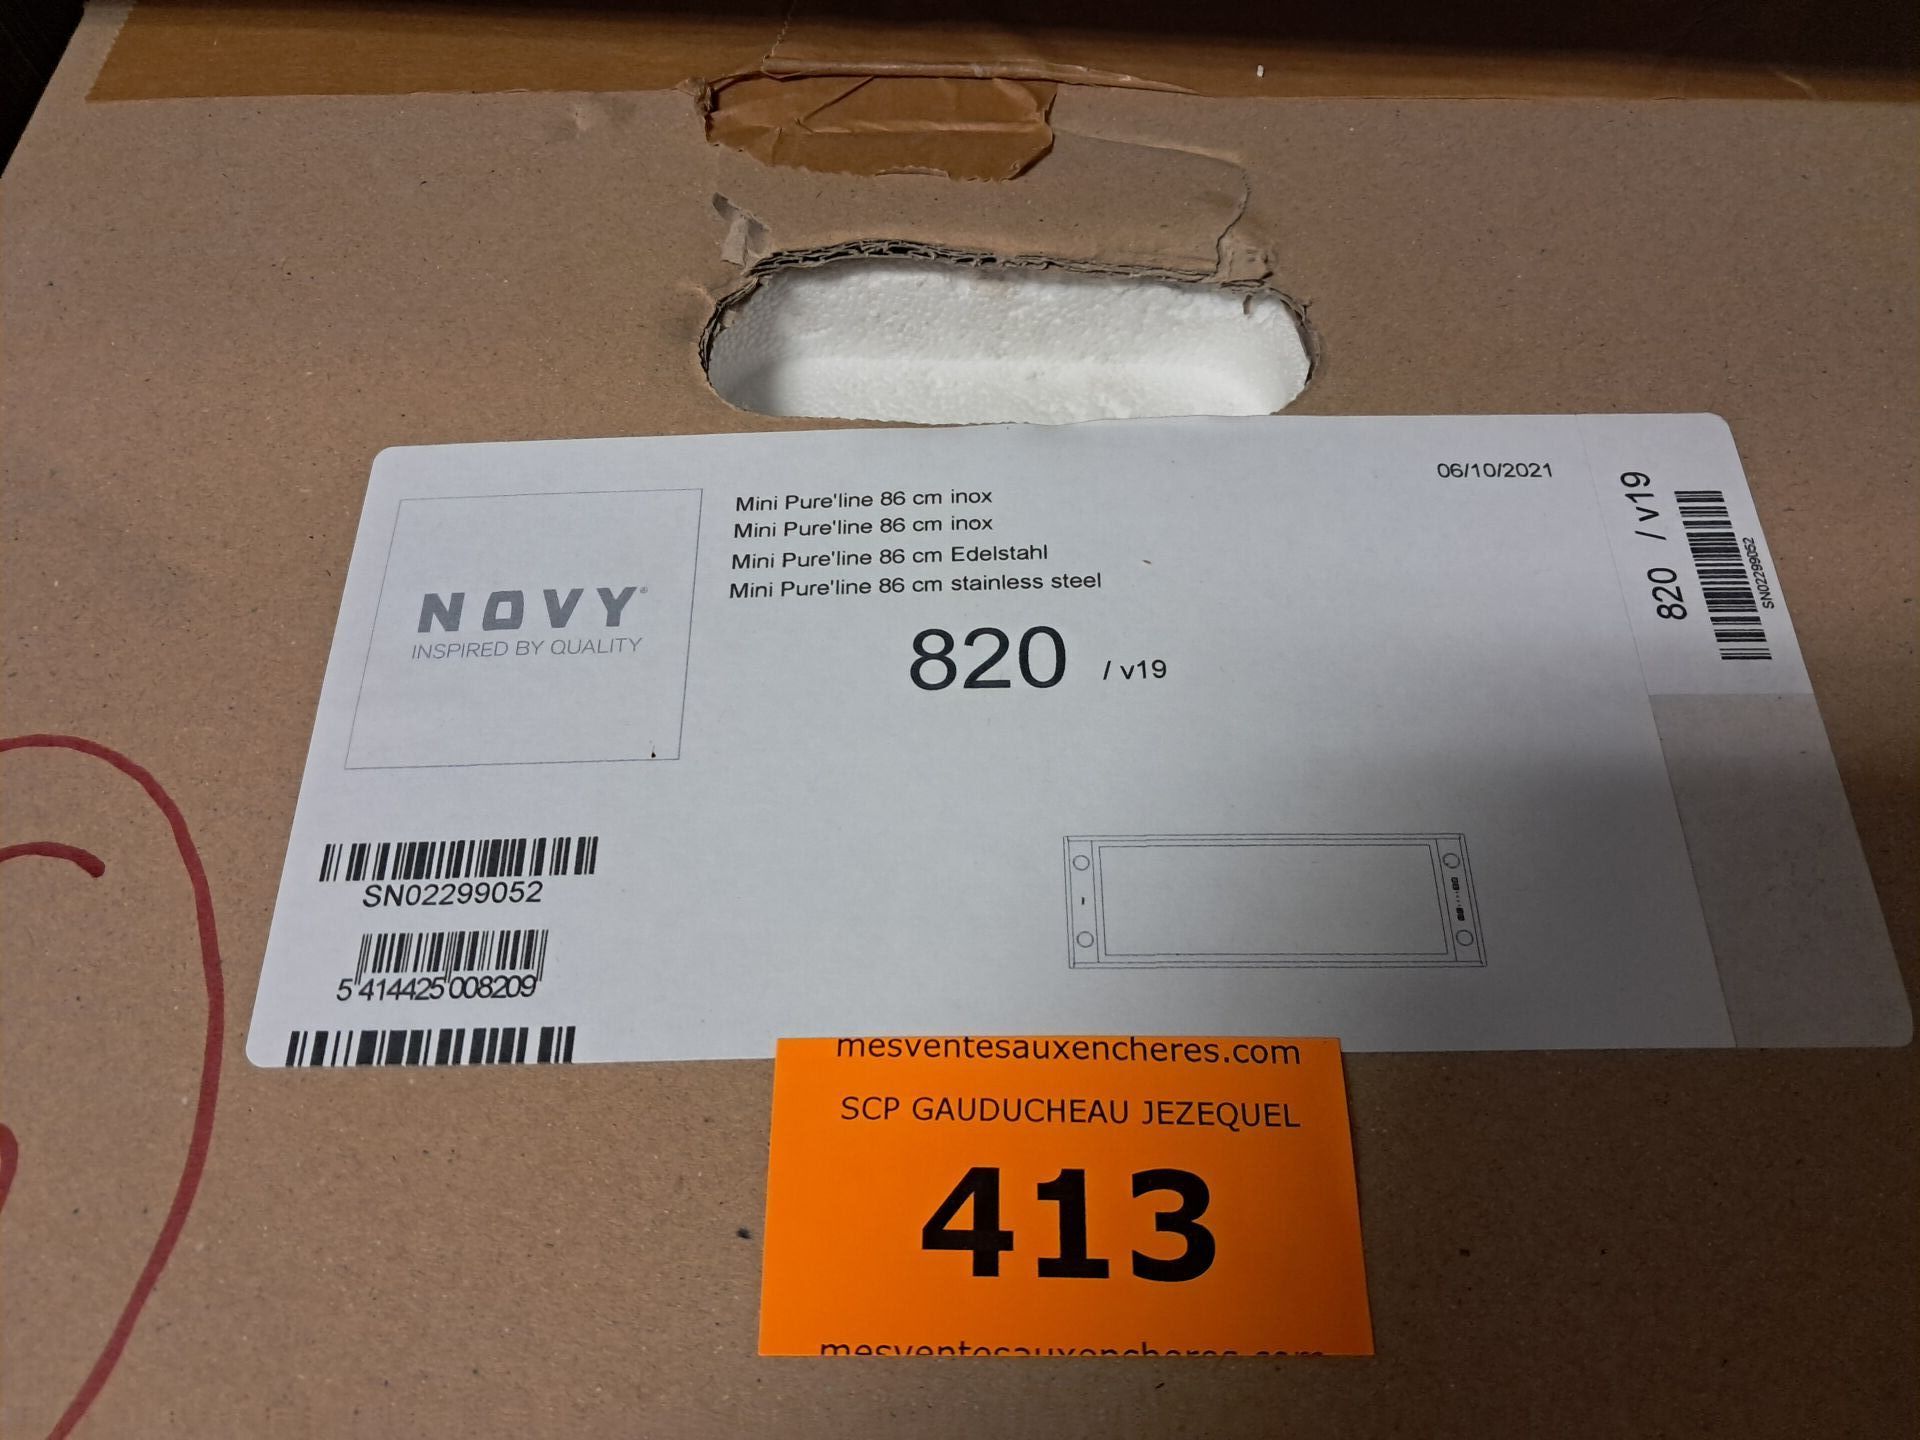 06/10/2021
Mini Pure'line 86 cm inox
Mini Pure'line 86 cm inox
Mini Pure'line 86 cm Edelstahl
Mini Pure'line 86 cm stainless steel
NOVY®
INSPIRED BY QUALITY
820 / v19
820 / v19
SN02299052
SN02299052
5 414425 008209
mesventesauxencheres.com
SCP GAUDUCHEAU JEZEQUEL
413
mesventesauxencheres.com